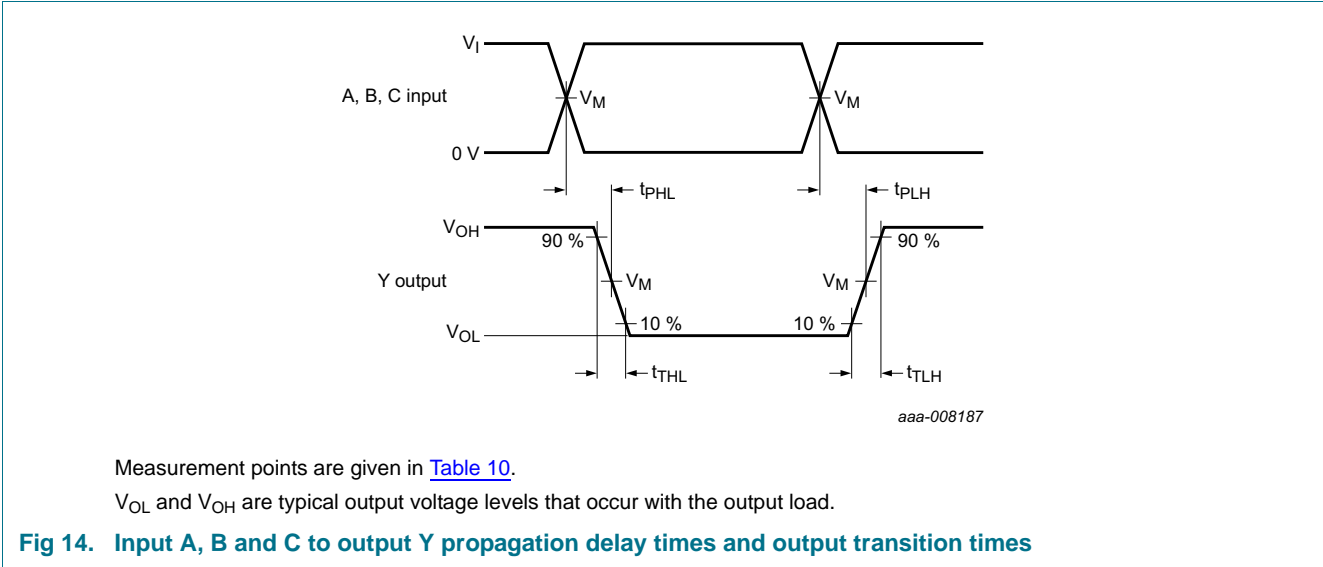 V_I
A, B, C input
V_M V_M
0 V
t_PHL t_PLH
V_OH
90 % 90 %
Y output
V_M V_M
10 % 10 %
V_OL
t_THL t_TLH
aaa-008187
Measurement points are given in Table 10.
V_OL and V_OH are typical output voltage levels that occur with the output load.
Fig 14. Input A, B and C to output Y propagation delay times and output transition times